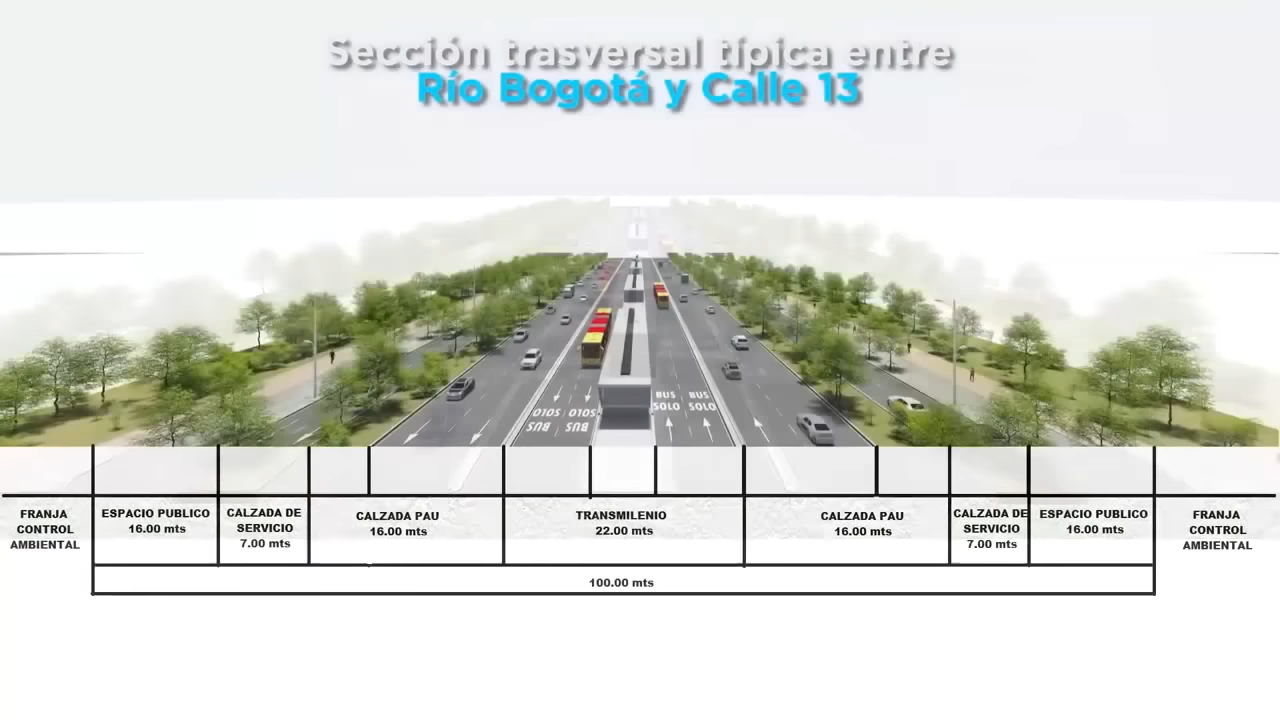 Sección trasversal típica entre
Río Bogotá y Calle 13
SOLO SOLO
BUS BUS
BUS BUS
SOLO SOLO
FRANJA
CONTROL
AMBIENTAL
ESPACIO PUBLICO
16.00 mts
CALZADA DE
SERVICIO
7.00 mts
CALZADA PAU
16.00 mts
TRANSMILENIO
22.00 mts
CALZADA PAU
16.00 mts
CALZADA DE
SERVICIO
7.00 mts
ESPACIO PUBLICO
16.00 mts
FRANJA
CONTROL
AMBIENTAL
100.00 mts